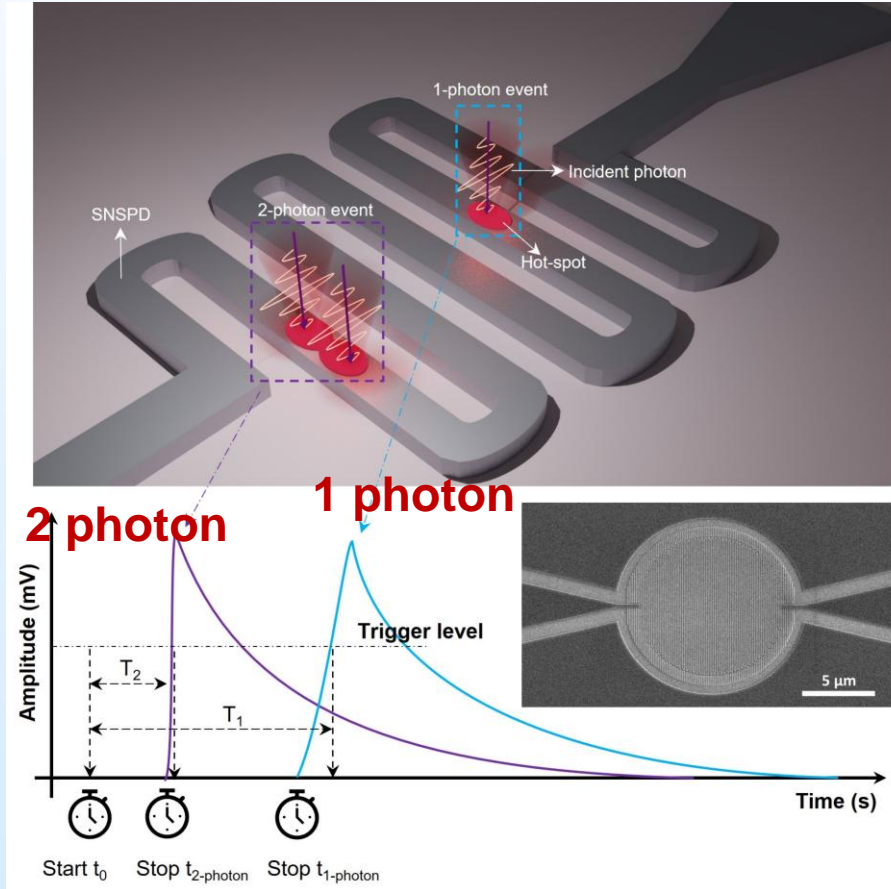 1-photon event
Incident photon
SNSPD
2-photon event
Hot-spot
1 photon
2 photon
Amplitude (mV)
Trigger level
T2
T1
5 µm
Time (s)
Start t0 Stop t2-photon Stop t1-photon